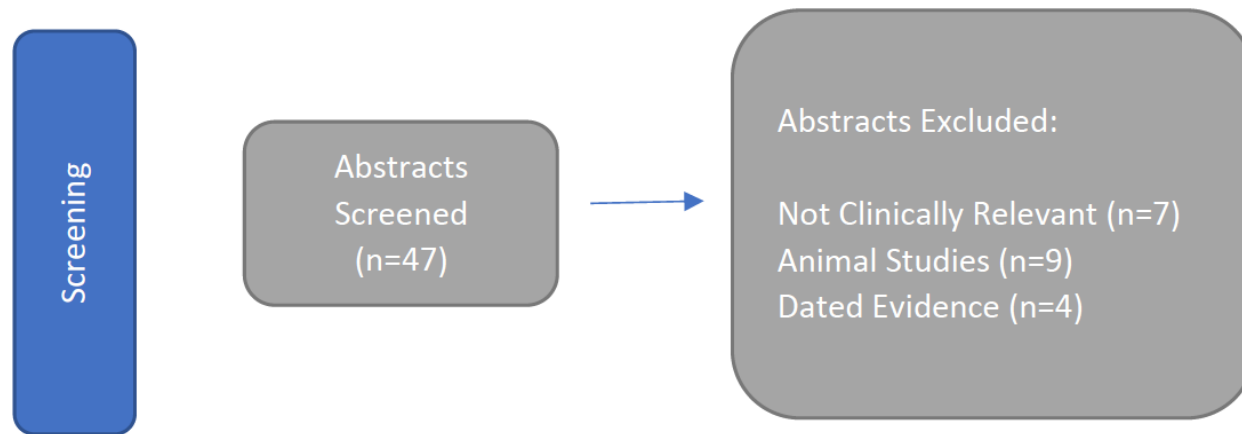 Screening
Abstracts
Screened
(n=47)
Abstracts Excluded:
Not Clinically Relevant (n=7)
Animal Studies (n=9)
Dated Evidence (n=4)